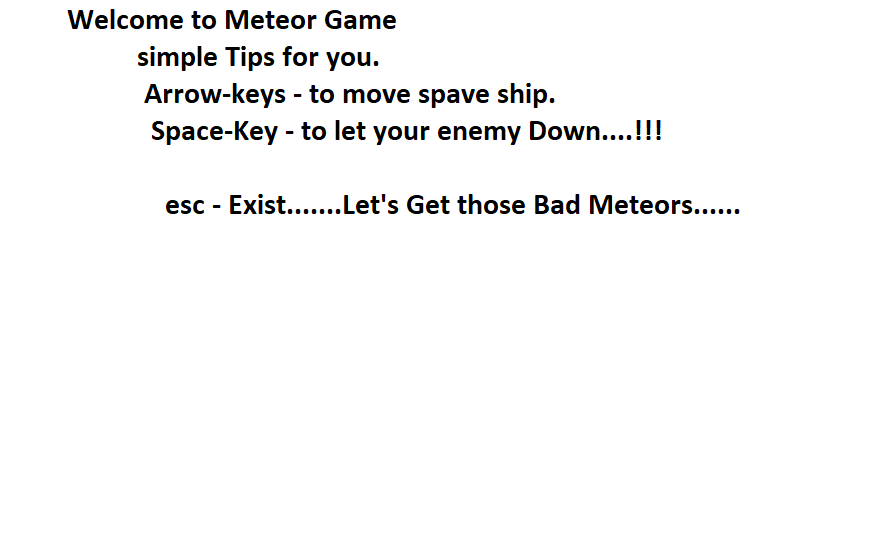 Welcome to Meteor Game
simple Tips for you.
Arrow-keys - to move spave ship.
Space-Key - to let your enemy Down....!!!
esc - Exist.......Let's Get those Bad Meteors......